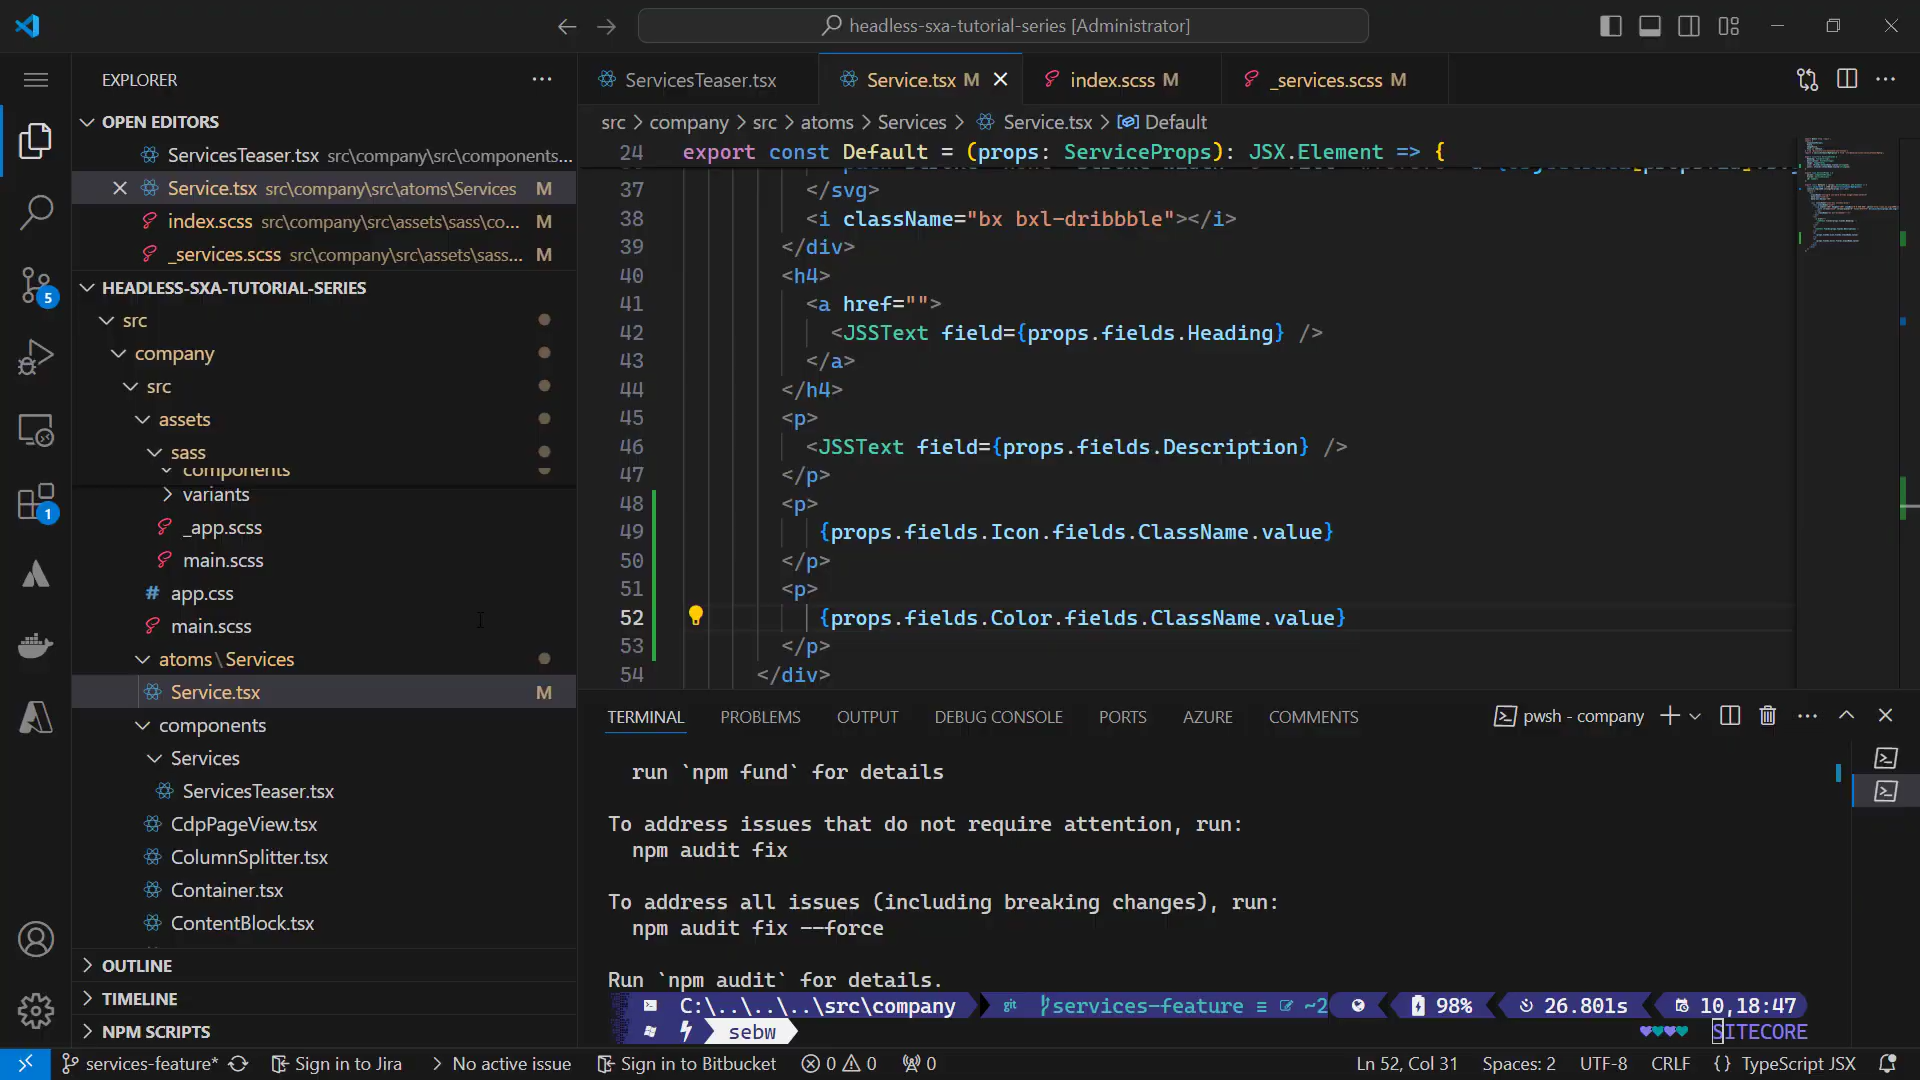 headless-sxa-tutorial-series [Administrator]
EXPLORER
OPEN EDITORS
ServicesTeaser.tsx src\company\src\components...
Service.tsx src\company\src\atoms\Services M
index.scss src\company\src\assets\sass\co... M
_services.scss src\company\src\assets\sass... M
HEADLESS-SXA-TUTORIAL-SERIES
src
company
src
assets
sass
components
variants
_app.scss
main.scss
app.css
main.scss
atoms\Services
Service.tsx M
components
Services
ServicesTeaser.tsx
CdpPageView.tsx
ColumnSplitter.tsx
Container.tsx
ContentBlock.tsx
OUTLINE
TIMELINE
NPM SCRIPTS
5
1
ServicesTeaser.tsx
Service.tsx M
index.scss M
_services.scss M
src > company > src > atoms > Services > Service.tsx > Default
24 export const Default = (props: ServiceProps): JSX.Element => {
37 </svg>
38 <i className="bx bxl-dribbble"></i>
39 </div>
40 <h4>
41 <a href="">
42 <JSSText field={props.fields.Heading} />
43 </a>
44 </h4>
45 <p>
46 <JSSText field={props.fields.Description} />
47 </p>
48 <p>
49 {props.fields.Icon.fields.ClassName.value}
50 </p>
51 <p>
52 {props.fields.Color.fields.ClassName.value}
53 </p>
54 </div>
TERMINAL PROBLEMS OUTPUT DEBUG CONSOLE PORTS AZURE COMMENTS
pwsh - company
run `npm fund` for details
To address issues that do not require attention, run:
npm audit fix
To address all issues (including breaking changes), run:
npm audit fix --force
Run `npm audit` for details.
C:\..\..\..\src\company git services-feature ≡ ~2 98% 26.801s 10,18:47
sebw SITECORE
services-feature* Sign in to Jira No active issue Sign in to Bitbucket 0 0 0 Ln 52, Col 31 Spaces: 2 UTF-8 CRLF {} TypeScript JSX